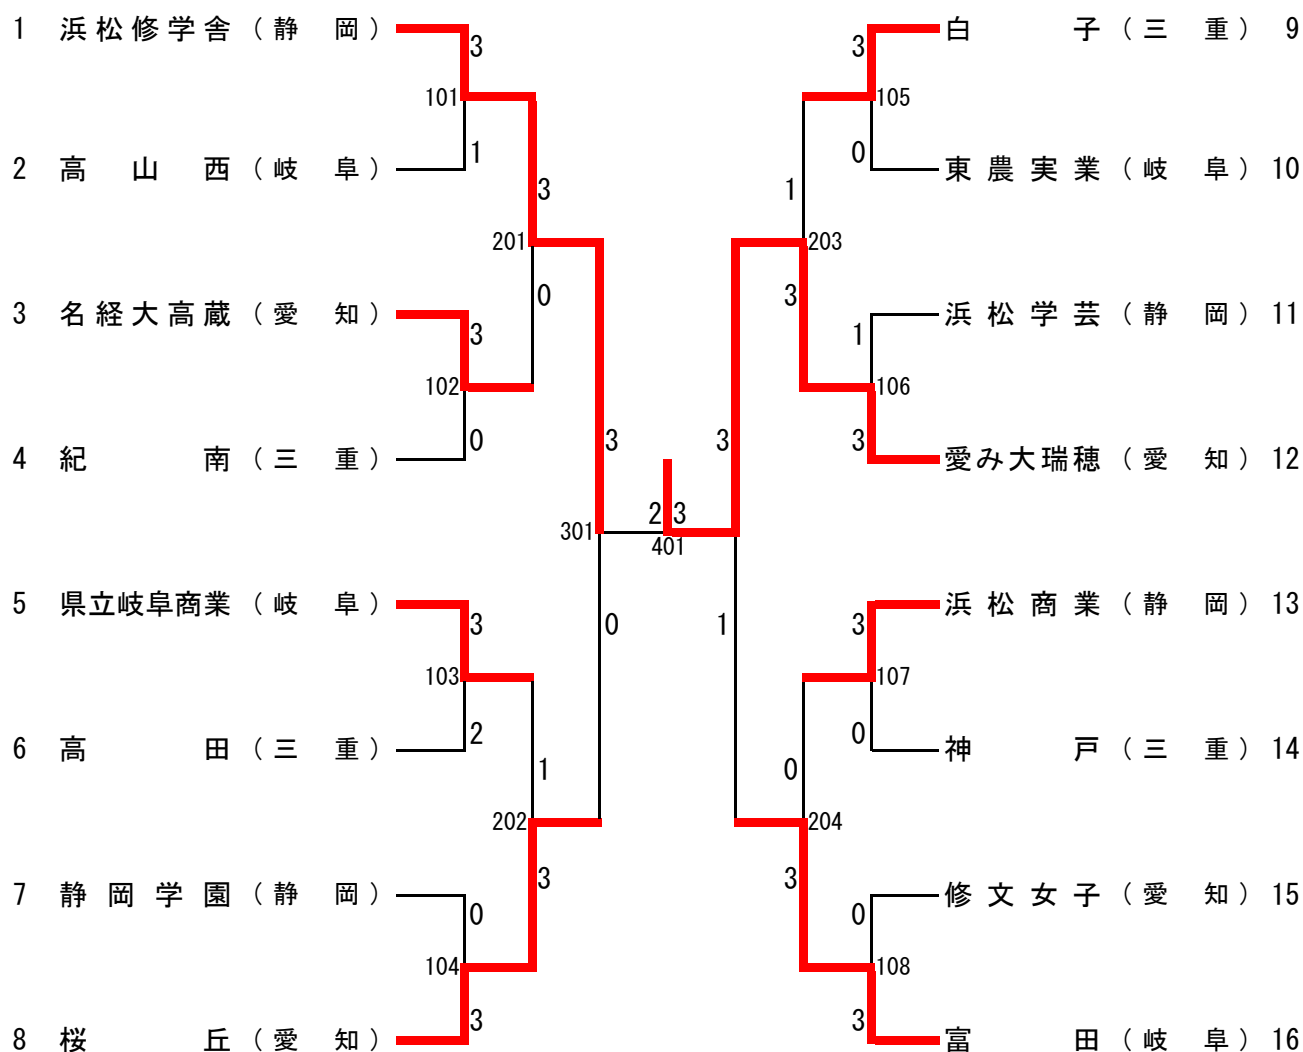 1 浜松修学舎 (静 岡) 3 3 白 子 (三 重) 9
101 105
2 高 山 西 (岐 阜) 1 0 東農実業 (岐 阜) 10
3 1
201 203
0 3
3 名経大高蔵 (愛 知) 3 1 浜松学芸 (静 岡) 11
102 106
4 紀 南 (三 重) 0 3 愛み大瑞穂 (愛 知) 12
3 3
2 3
301 401
5 県立岐阜商業 (岐 阜) 3 3 浜松商業 (静 岡) 13
0 1
103 107
6 高 田 (三 重) 2 0 神 戸 (三 重) 14
1 0
202 204
3 3
7 静岡学園 (静 岡) 0 0 修文女子 (愛 知) 15
104 108
8 桜 丘 (愛 知) 3 3 富 田 (岐 阜) 16